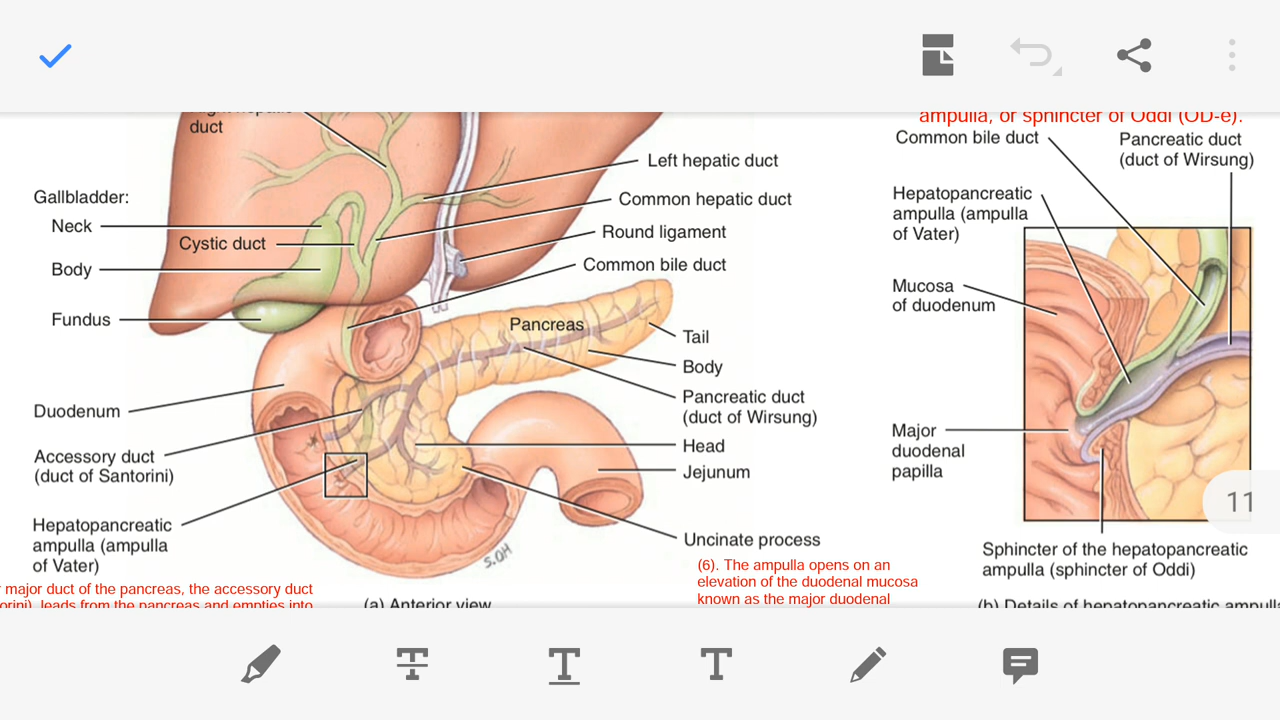 duct
Left hepatic duct
Gallbladder:
Common hepatic duct
Neck
Round ligament
Cystic duct
Common bile duct
Body
Fundus
Pancreas
Tail
Body
Duodenum
Pancreatic duct
(duct of Wirsung)
Accessory duct
(duct of Santorini)
Head
Jejunum
Hepatopancreatic
ampulla (ampulla
of Vater)
Uncinate process
S.OH
major duct of the pancreas, the accessory duct
leads from the pancreas and empties into
(a) Anterior view
(6). The ampulla opens on an
elevation of the duodenal mucosa
known as the major duodenal
ampulla, or sphincter of Oddi (OD-ē).
Common bile duct
Pancreatic duct
(duct of Wirsung)
Hepatopancreatic
ampulla (ampulla
of Vater)
Mucosa
of duodenum
Major
duodenal
papilla
11
Sphincter of the hepatopancreatic
ampulla (sphincter of Oddi)
(b) Details of hepatopancreatic